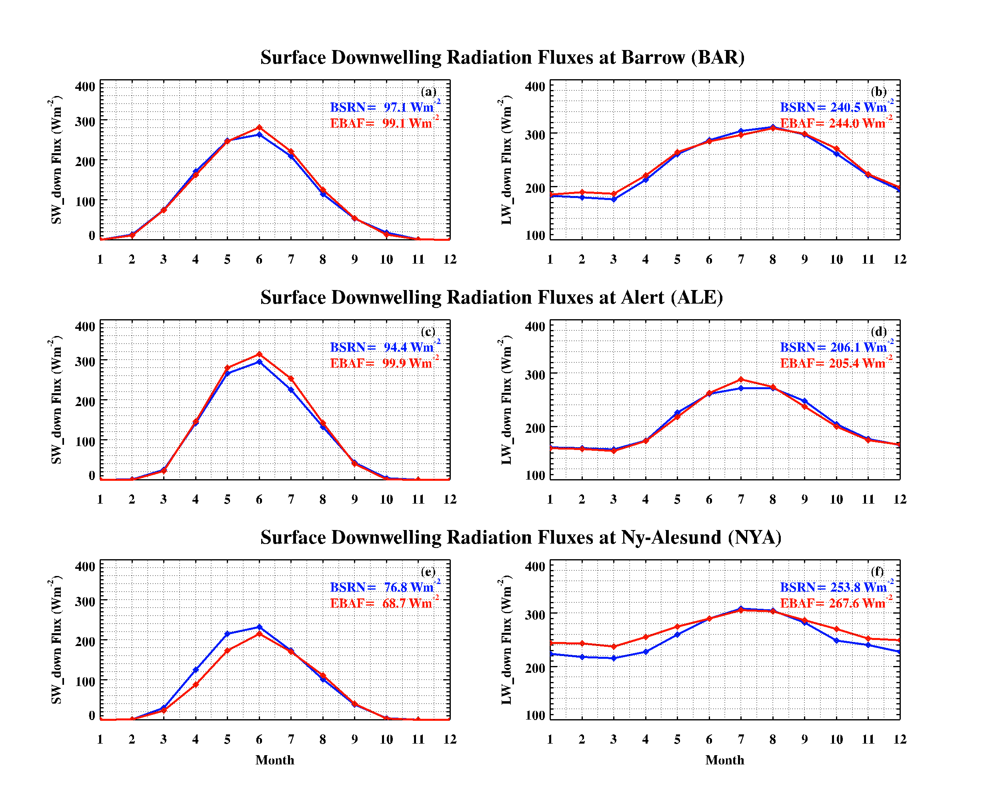 Surface Downwelling Radiation Fluxes at Barrow (BAR)
SW_down Flux (Wm-2)
400
300
200
100
0
(a)
BSRN= 97.1 Wm-2
EBAF= 99.1 Wm-2
1 2 3 4 5 6 7 8 9 10 11 12
LW_down Flux (Wm-2)
400
300
200
100
(b)
BSRN= 240.5 Wm-2
EBAF= 244.0 Wm-2
1 2 3 4 5 6 7 8 9 10 11 12
Surface Downwelling Radiation Fluxes at Alert (ALE)
SW_down Flux (Wm-2)
400
300
200
100
0
(c)
BSRN= 94.4 Wm-2
EBAF= 99.9 Wm-2
1 2 3 4 5 6 7 8 9 10 11 12
LW_down Flux (Wm-2)
400
300
200
100
(d)
BSRN= 206.1 Wm-2
EBAF= 205.4 Wm-2
1 2 3 4 5 6 7 8 9 10 11 12
Surface Downwelling Radiation Fluxes at Ny-Alesund (NYA)
SW_down Flux (Wm-2)
400
300
200
100
0
(e)
BSRN= 76.8 Wm-2
EBAF= 68.7 Wm-2
1 2 3 4 5 6 7 8 9 10 11 12
Month
LW_down Flux (Wm-2)
400
300
200
100
(f)
BSRN= 253.8 Wm-2
EBAF= 267.6 Wm-2
1 2 3 4 5 6 7 8 9 10 11 12
Month